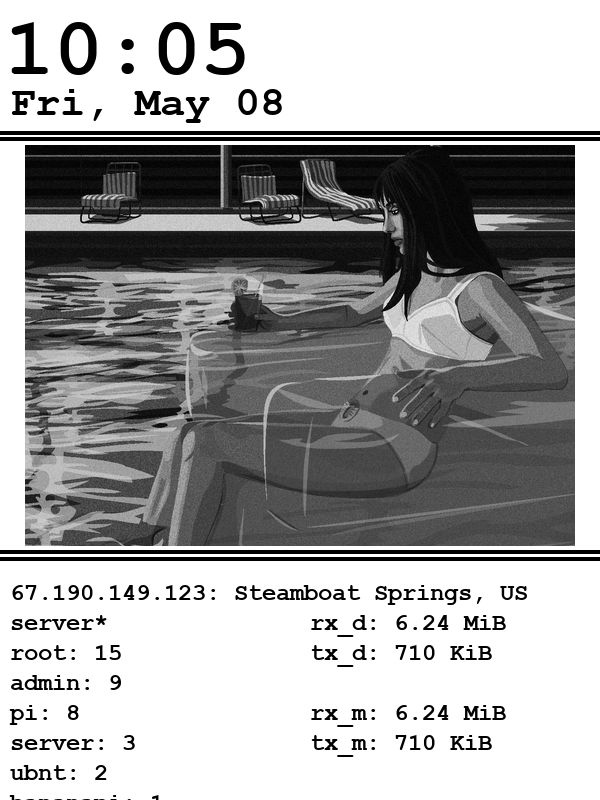 10:05
Fri, May 08
67.190.149.123: Steamboat Springs, US
server* rx_d: 6.24 MiB
root: 15 tx_d: 710 KiB
admin: 9
pi: 8 rx_m: 6.24 MiB
server: 3 tx_m: 710 KiB
ubnt: 2